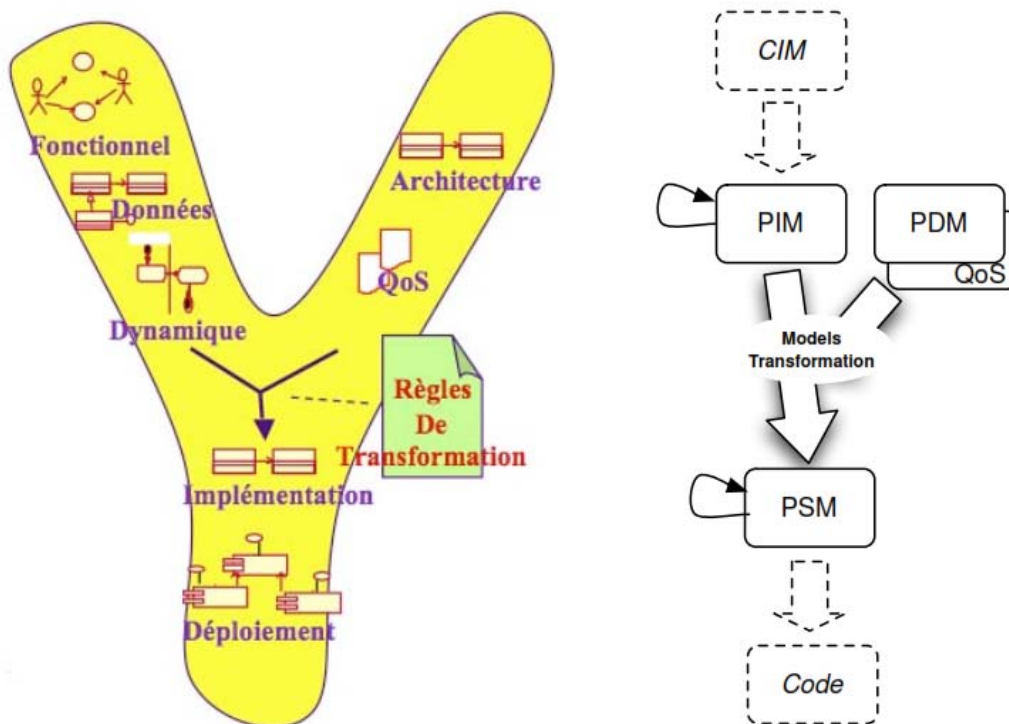 Fonctionnel
Données
Dynamique
Architecture
QoS
Règles
De
Transformation
Implémentation
Déploiement
CIM
PIM
PDM
QoS
Models
Transformation
PSM
Code